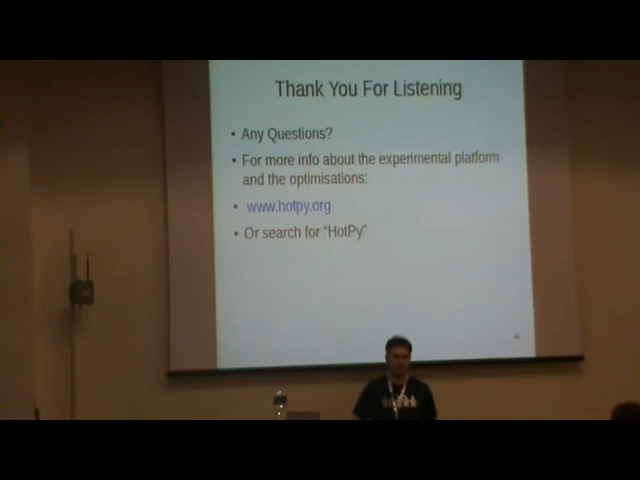 Thank You For Listening
• Any Questions?
• For more info about the experimental platform
and the optimisations:
• www.hotpy.org
• Or search for “HotPy”